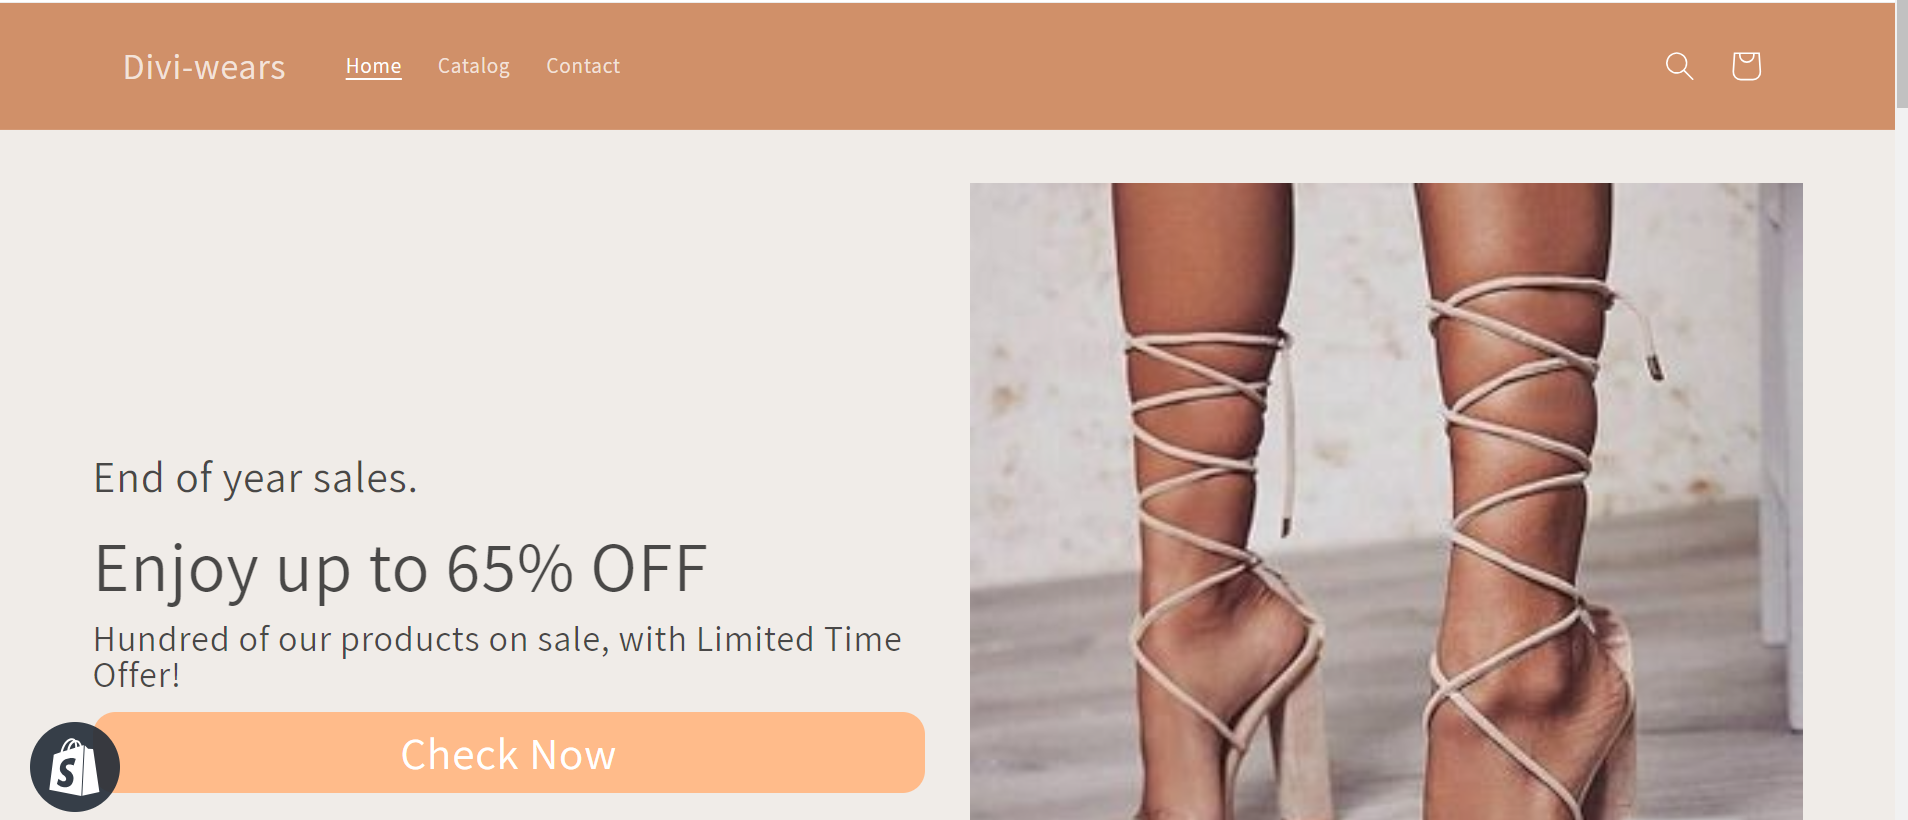 Divi-wears
Home
Catalog
Contact
End of year sales.
Enjoy up to 65% OFF
Hundred of our products on sale, with Limited Time
Offer!
Check Now
S